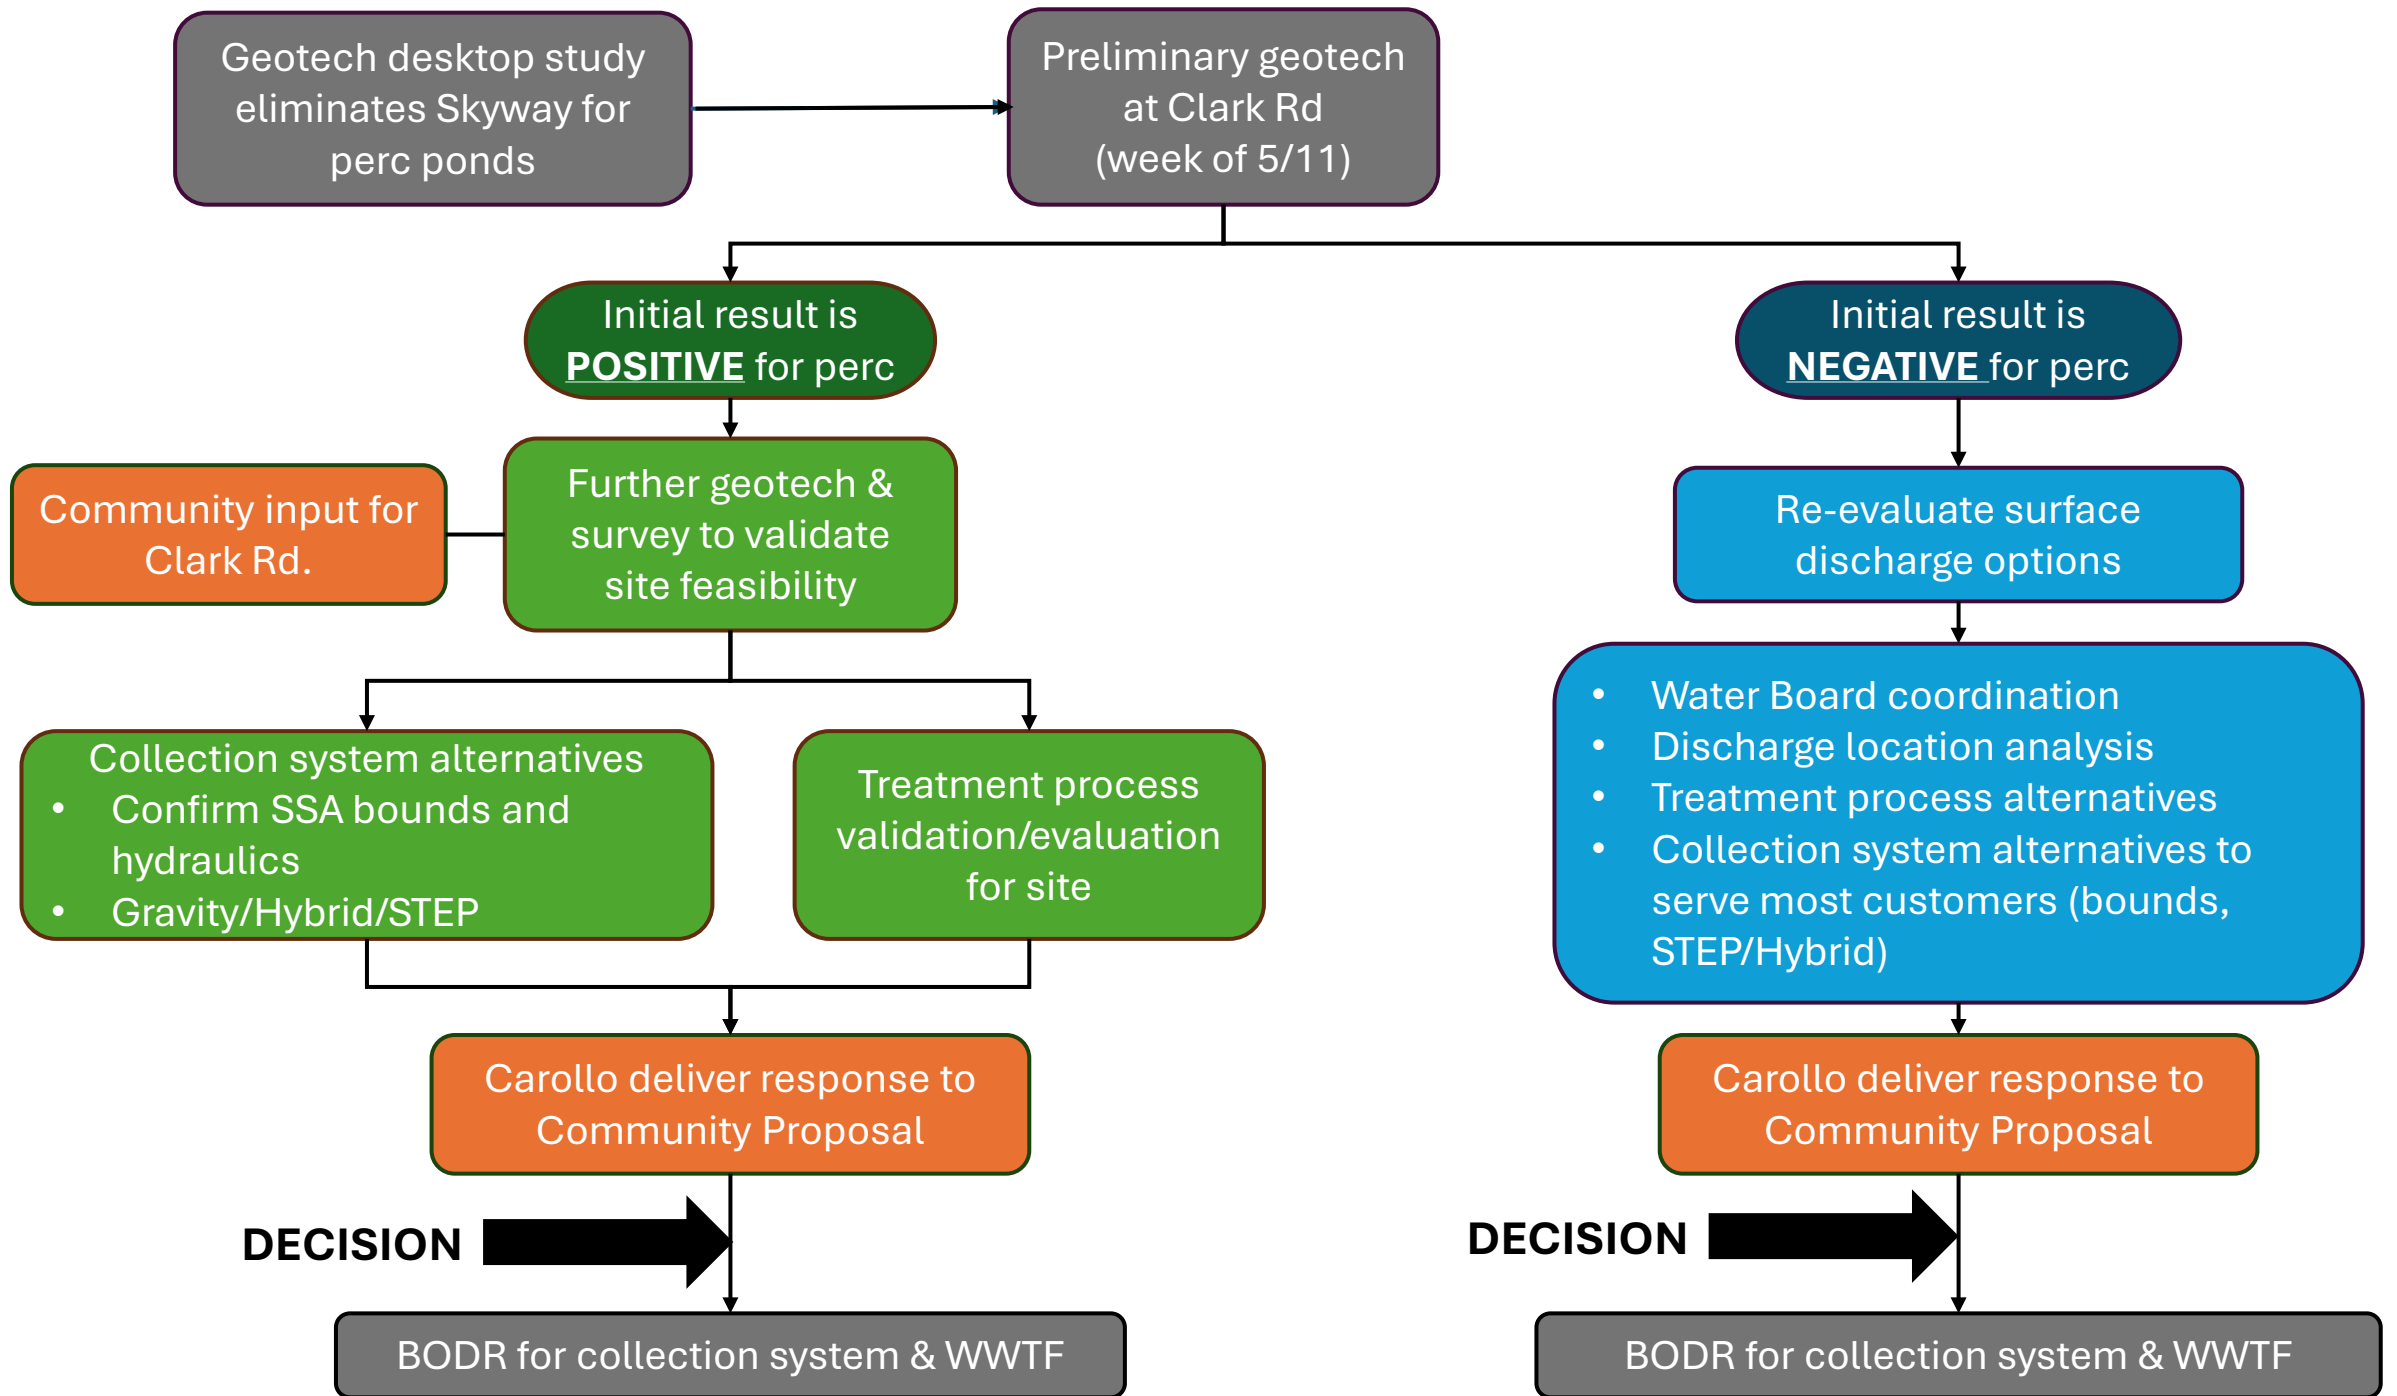 Geotech desktop study
eliminates Skyway for
perc ponds
Preliminary geotech
at Clark Rd
(week of 5/11)
Initial result is
POSITIVE for perc
Initial result is
NEGATIVE for perc
Community input for
Clark Rd.
Further geotech &
survey to validate
site feasibility
Re-evaluate surface
discharge options
Collection system alternatives
• Confirm SSA bounds and
hydraulics
• Gravity/Hybrid/STEP
Treatment process
validation/evaluation
for site
• Water Board coordination
• Discharge location analysis
• Treatment process alternatives
• Collection system alternatives to
serve most customers (bounds,
STEP/Hybrid)
Carollo deliver response to
Community Proposal
Carollo deliver response to
Community Proposal
DECISION
DECISION
BODR for collection system & WWTF
BODR for collection system & WWTF